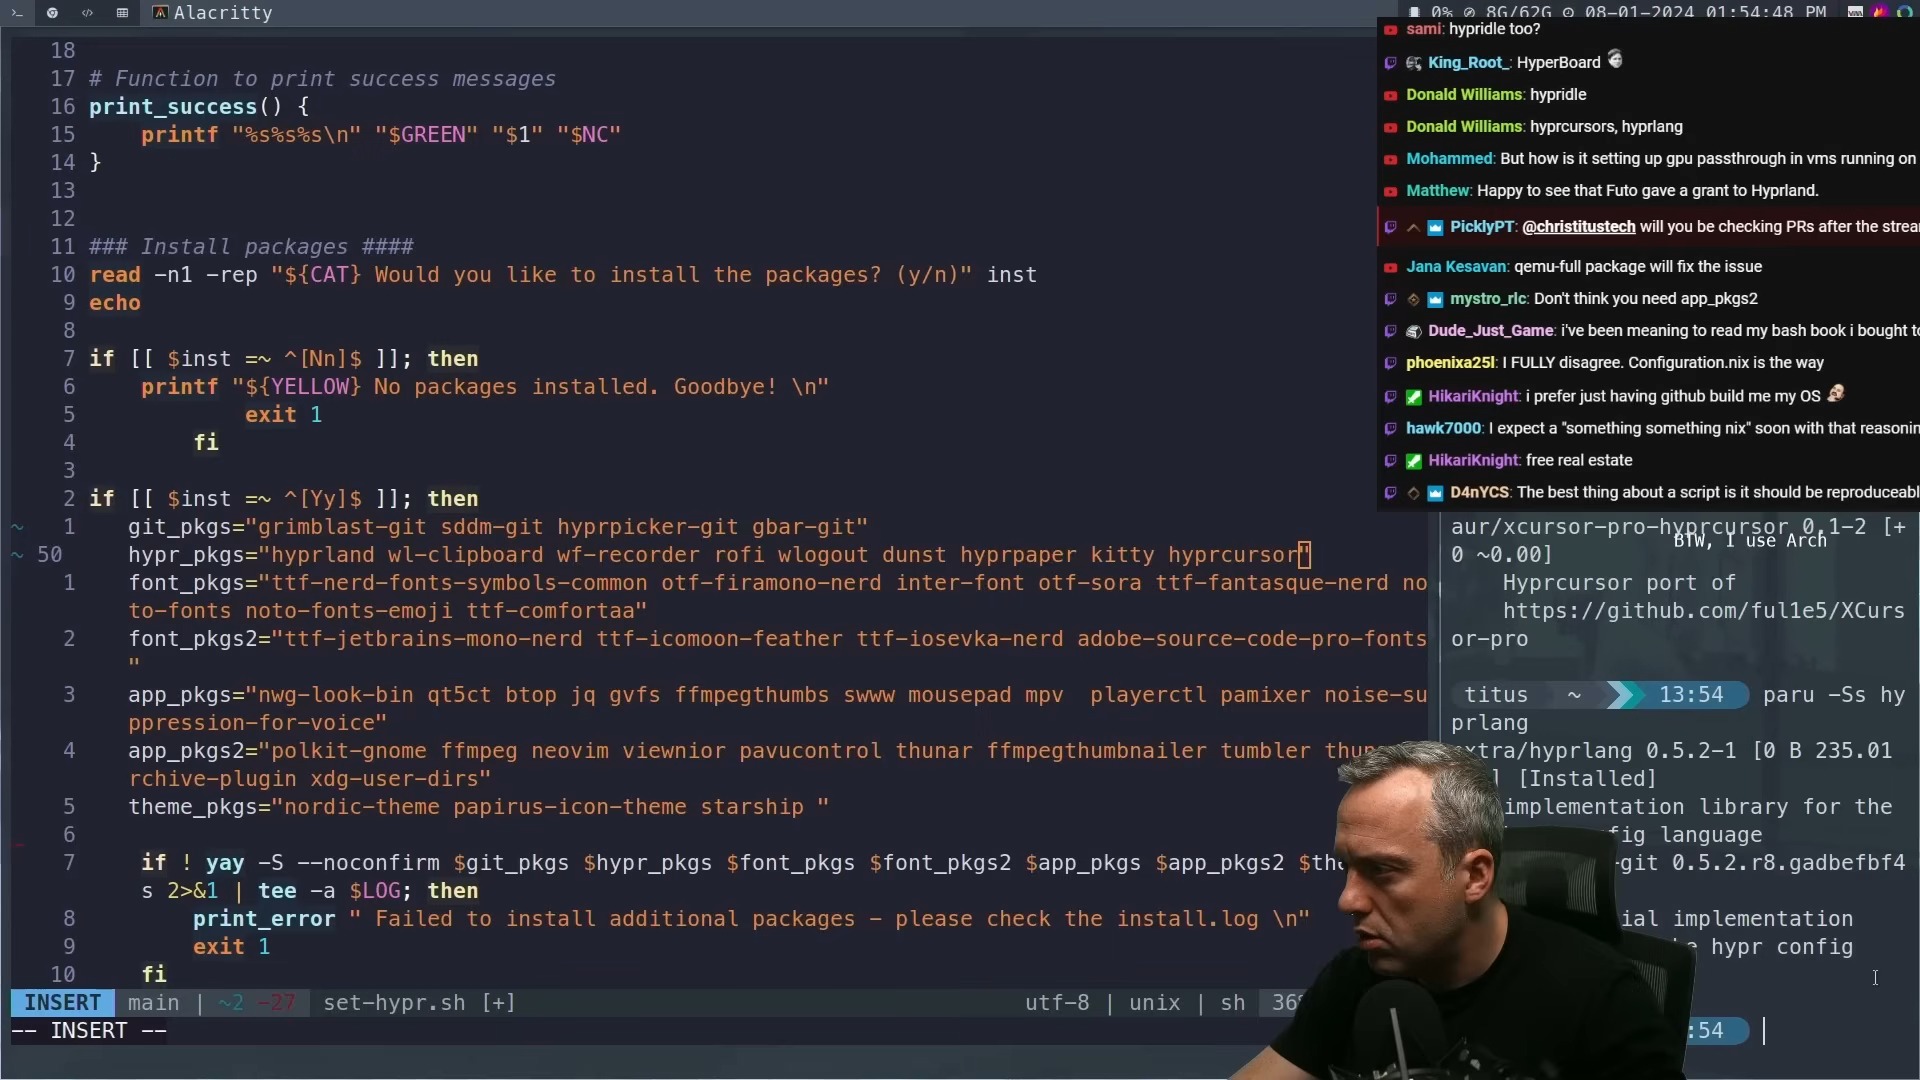 Alacritty
0% 8G/62G 08-01-2024 01:54:48 PM
18
17 # Function to print success messages
16 print_success() {
15 printf "%s%s%s\n" "$GREEN" "$1" "$NC"
14 }
13
12
11 ### Install packages ####
10 read -n1 -rep "${CAT} Would you like to install the packages? (y/n)" inst
9 echo
8
7 if [[ $inst =~ ^[Nn]$ ]]; then
6 printf "${YELLOW} No packages installed. Goodbye! \n"
5 exit 1
4 fi
3
2 if [[ $inst =~ ^[Yy]$ ]]; then
~ 1 git_pkgs="grimblast-git sddm-git hyprpicker-git gbar-git"
~ 50 hypr_pkgs="hyprland wl-clipboard wf-recorder rofi wlogout dunst hyprpaper kitty hyprcursor"
1 font_pkgs="ttf-nerd-fonts-symbols-common otf-firamono-nerd inter-font otf-sora ttf-fantasque-nerd no
to-fonts noto-fonts-emoji ttf-comfortaa"
2 font_pkgs2="ttf-jetbrains-mono-nerd ttf-icomoon-feather ttf-iosevka-nerd adobe-source-code-pro-fonts
"
3 app_pkgs="nwg-look-bin qt5ct btop jq gvfs ffmpegthumbs swww mousepad mpv  playerctl pamixer noise-su
ppression-for-voice"
4 app_pkgs2="polkit-gnome ffmpeg neovim viewnior pavucontrol thunar ffmpegthumbnailer tumbler
rchive-plugin xdg-user-dirs"
5 theme_pkgs="nordic-theme papirus-icon-theme starship "
6
7 if ! yay -S --noconfirm $git_pkgs $hypr_pkgs $font_pkgs $font_pkgs2 $app_pkgs $app_pkgs2
s 2>&1 | tee -a $LOG; then
8 print_error " Failed to install additional packages - please check the install.log \n"
9 exit 1
10 fi
INSERT main | ~2 -27 set-hypr.sh [+] utf-8 | unix | sh
-- INSERT --
sami: hypridle too?
King_Root_: HyperBoard
Donald Williams: hypridle
Donald Williams: hyprcursors, hyprlang
Mohammed: But how is it setting up gpu passthrough in vms running on
Matthew: Happy to see that Futo gave a grant to Hyprland.
PicklyPT: @christitustech will you be checking PRs after the
Jana Kesavan: qemu-full package will fix the issue
mystro_rlc: Don't think you need app_pkgs2
Dude_Just_Game: i've been meaning to read my bash book i bought
phoenixa25l: I FULLY disagree. Configuration.nix is the way
HikariKnight: i prefer just having github build me my OS
hawk7000: I expect a "something something nix" soon with that
HikariKnight: free real estate
D4nYCS: The best thing about a script is it should be
aur/xcursor-pro-hyprcursor 0.1-2 [+
0 ~0.00]
BTW, I use Arch
Hyprcursor port of
https://github.com/ful1e5/XCurs
or-pro
titus ~ 13:54 paru -Ss hy
prlang
extra/hyprlang 0.5.2-1 [0 B 235.01
] [Installed]
implementation library for the
language
-git 0.5.2.r8.gadbefbf4
implementation
hypr config
:54